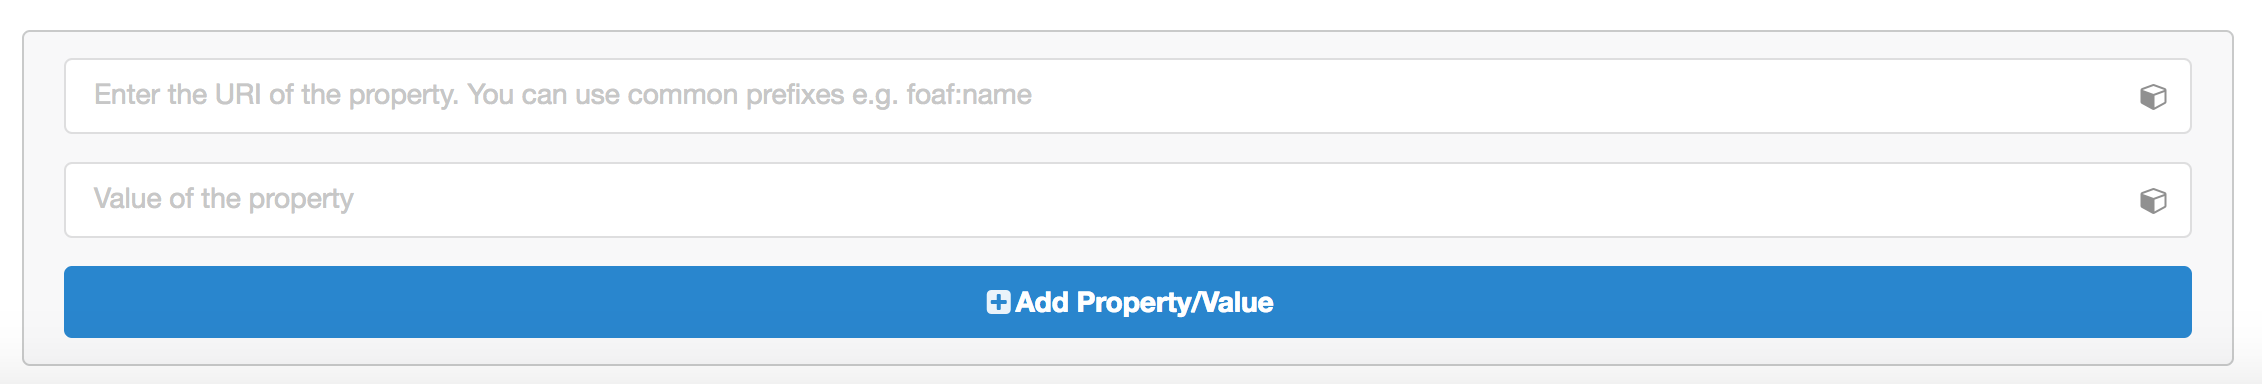 Enter the URI of the property. You can use common prefixes e.g. foaf:name
Value of the property
Add Property/Value